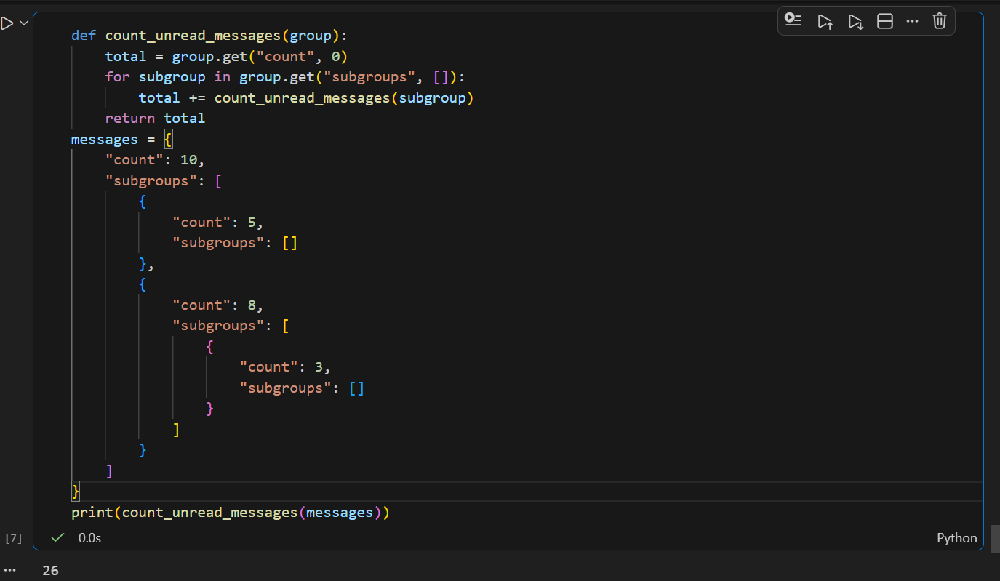 def count_unread_messages(group):
    total = group.get("count", 0)
    for subgroup in group.get("subgroups", []):
        total += count_unread_messages(subgroup)
    return total
messages = {
    "count": 10,
    "subgroups": [
        {
            "count": 5,
            "subgroups": []
        },
        {
            "count": 8,
            "subgroups": [
                {
                    "count": 3,
                    "subgroups": []
                }
            ]
        }
    ]
}
print(count_unread_messages(messages))
[7] 0.0s Python
26